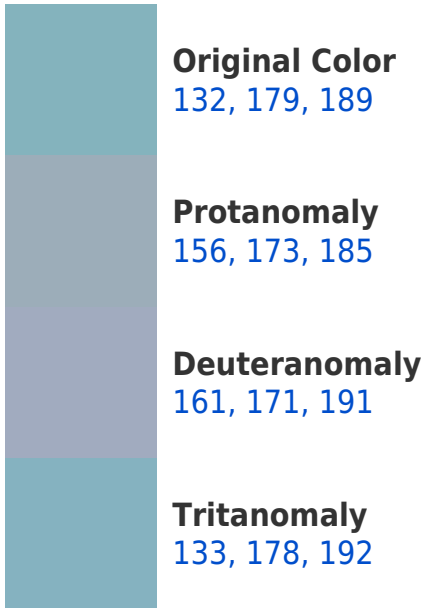 Original Color
132, 179, 189
Protanomaly
156, 173, 185
Deuteranomaly
161, 171, 191
Tritanomaly
133, 178, 192